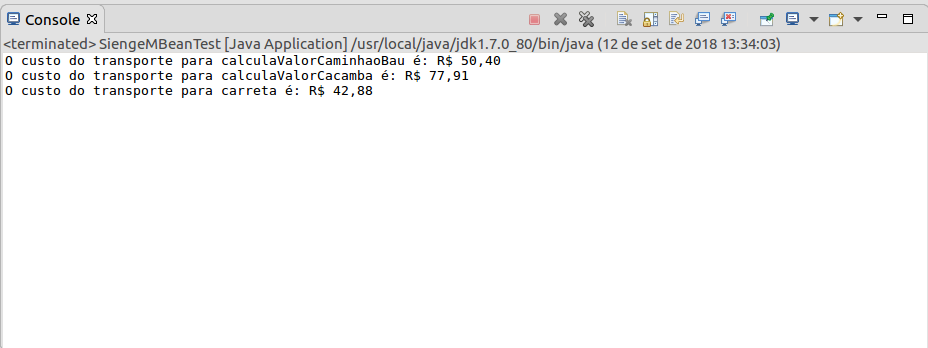 Console
<terminated> SiengeMBeanTest [Java Application] /usr/local/java/jdk1.7.0_80/bin/java (12 de set de 2018 13:34:03)
O custo do transporte para calculaValorCaminhaoBau é: R$ 50,40
O custo do transporte para calculaValorCacamba é: R$ 77,91
O custo do transporte para carreta é: R$ 42,88